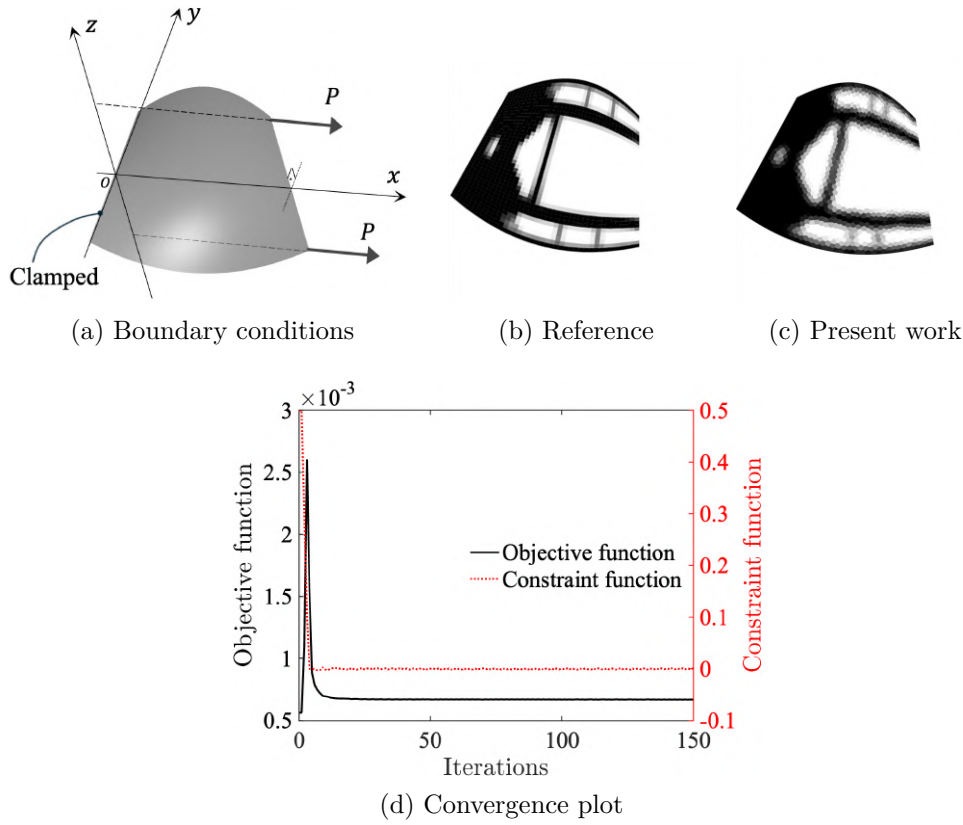 z
y
P
x
O
P
Clamped
(a) Boundary conditions
(b) Reference
(c) Present work
×10⁻³
3
2.5
2
1.5
1
0.5
Objective function
0.5
0.4
0.3
0.2
0.1
0
-0.1
Constraint function
Objective function
Constraint function
0
50
100
150
Iterations
(d) Convergence plot